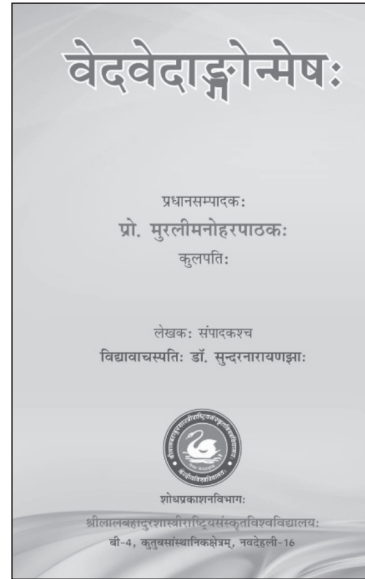 वेदवेदाङ्गोन्मेषः
प्रधानसम्पादकः
प्रो. मुरलीमनोहरपाठकः
कुलपतिः
लेखकः संपादकश्च
विद्यावाचस्पतिः डॉ. सुन्दरनारायणझाः
शोधप्रकाशनविभागः
श्रीलालबहादुरशास्त्रीराष्ट्रियसंस्कृतविश्वविद्यालयः
बी-4, कुतुबसांस्थानिकक्षेत्रम्, नवदेहली-16